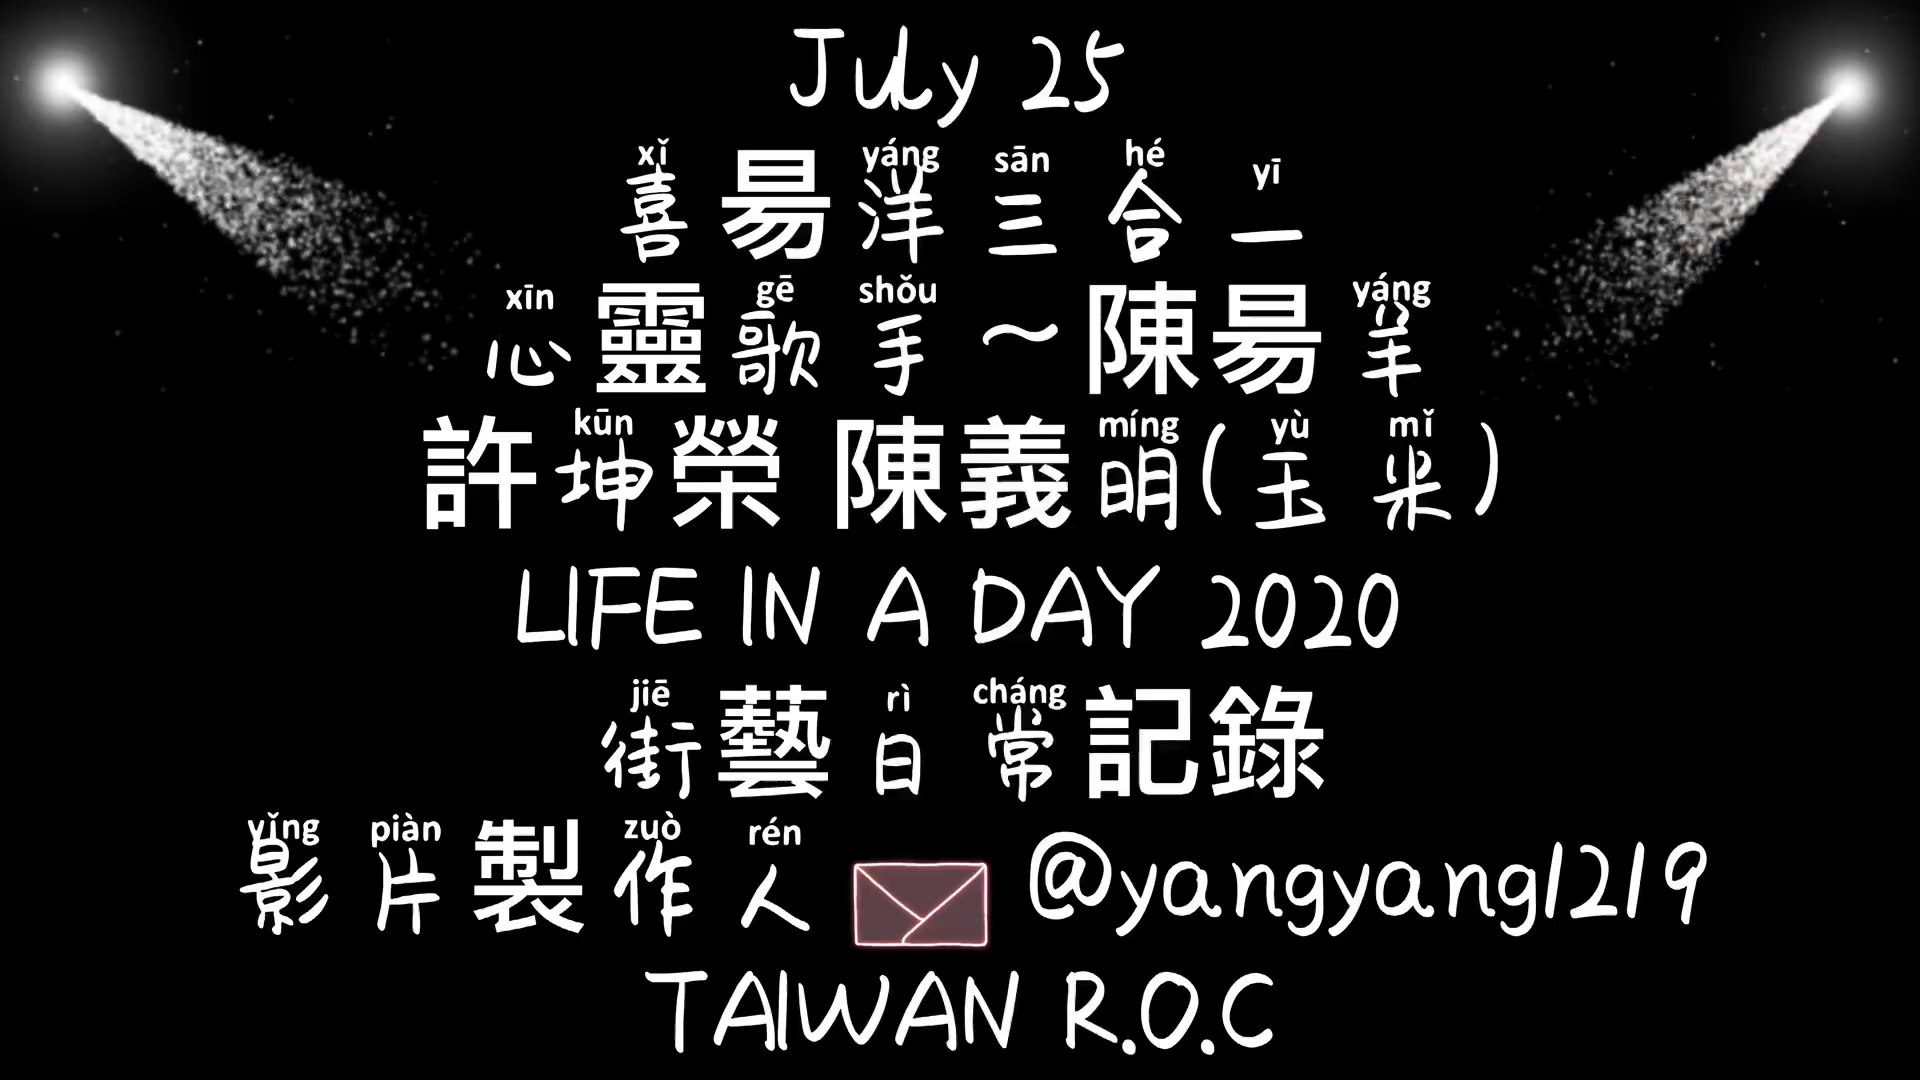 July 25
xǐ yáng sān hé yī
喜昜洋三合一
xīn gē shǒu yáng
心靈歌手～陳昜羊
kūn míng yù mǐ
許坤榮 陳義明(玉米)
LIFE IN A DAY 2020
jiē rì cháng
街藝日常記錄
yǐng piàn zuò rén
影片製作人 @yangyang1219
TAIWAN R.O.C